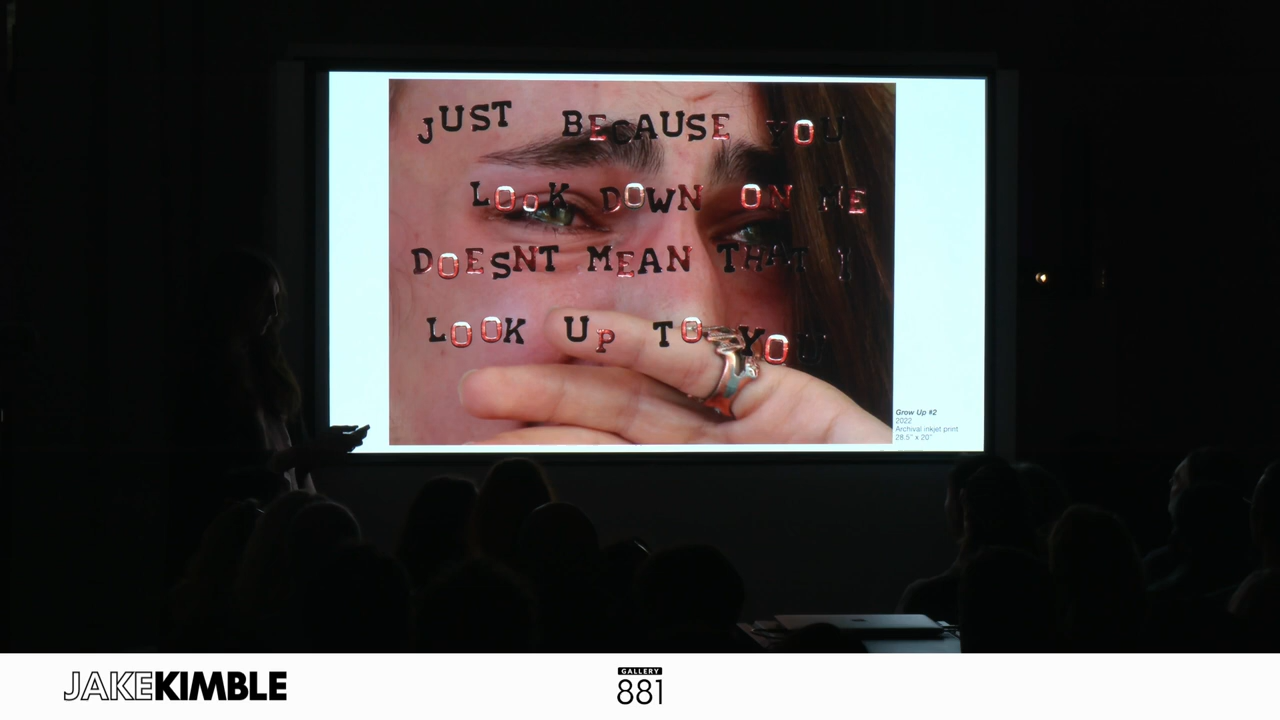 JUST BECAUSE YOU
LOOK DOWN ON ME
DOESNT MEAN THAT I
LOOK UP TO YOU
Grow Up #2
2022
Archival inkjet print
28.5" x 20"
JAKEKIMBLE
GALLERY
881